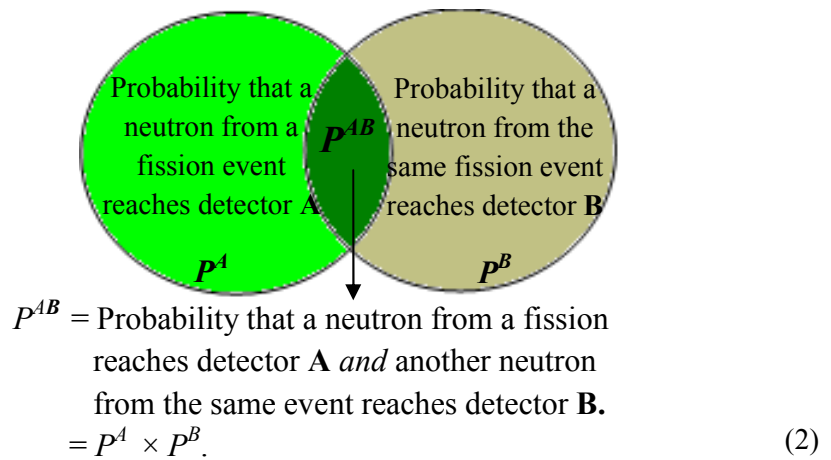 Probability that a
neutron from a
fission event
reaches detector A
P^A
P^AB
Probability that a
neutron from the
same fission event
reaches detector B
P^B
P^AB = Probability that a neutron from a fission
reaches detector A and another neutron
from the same event reaches detector B.
= P^A × P^B.
(2)